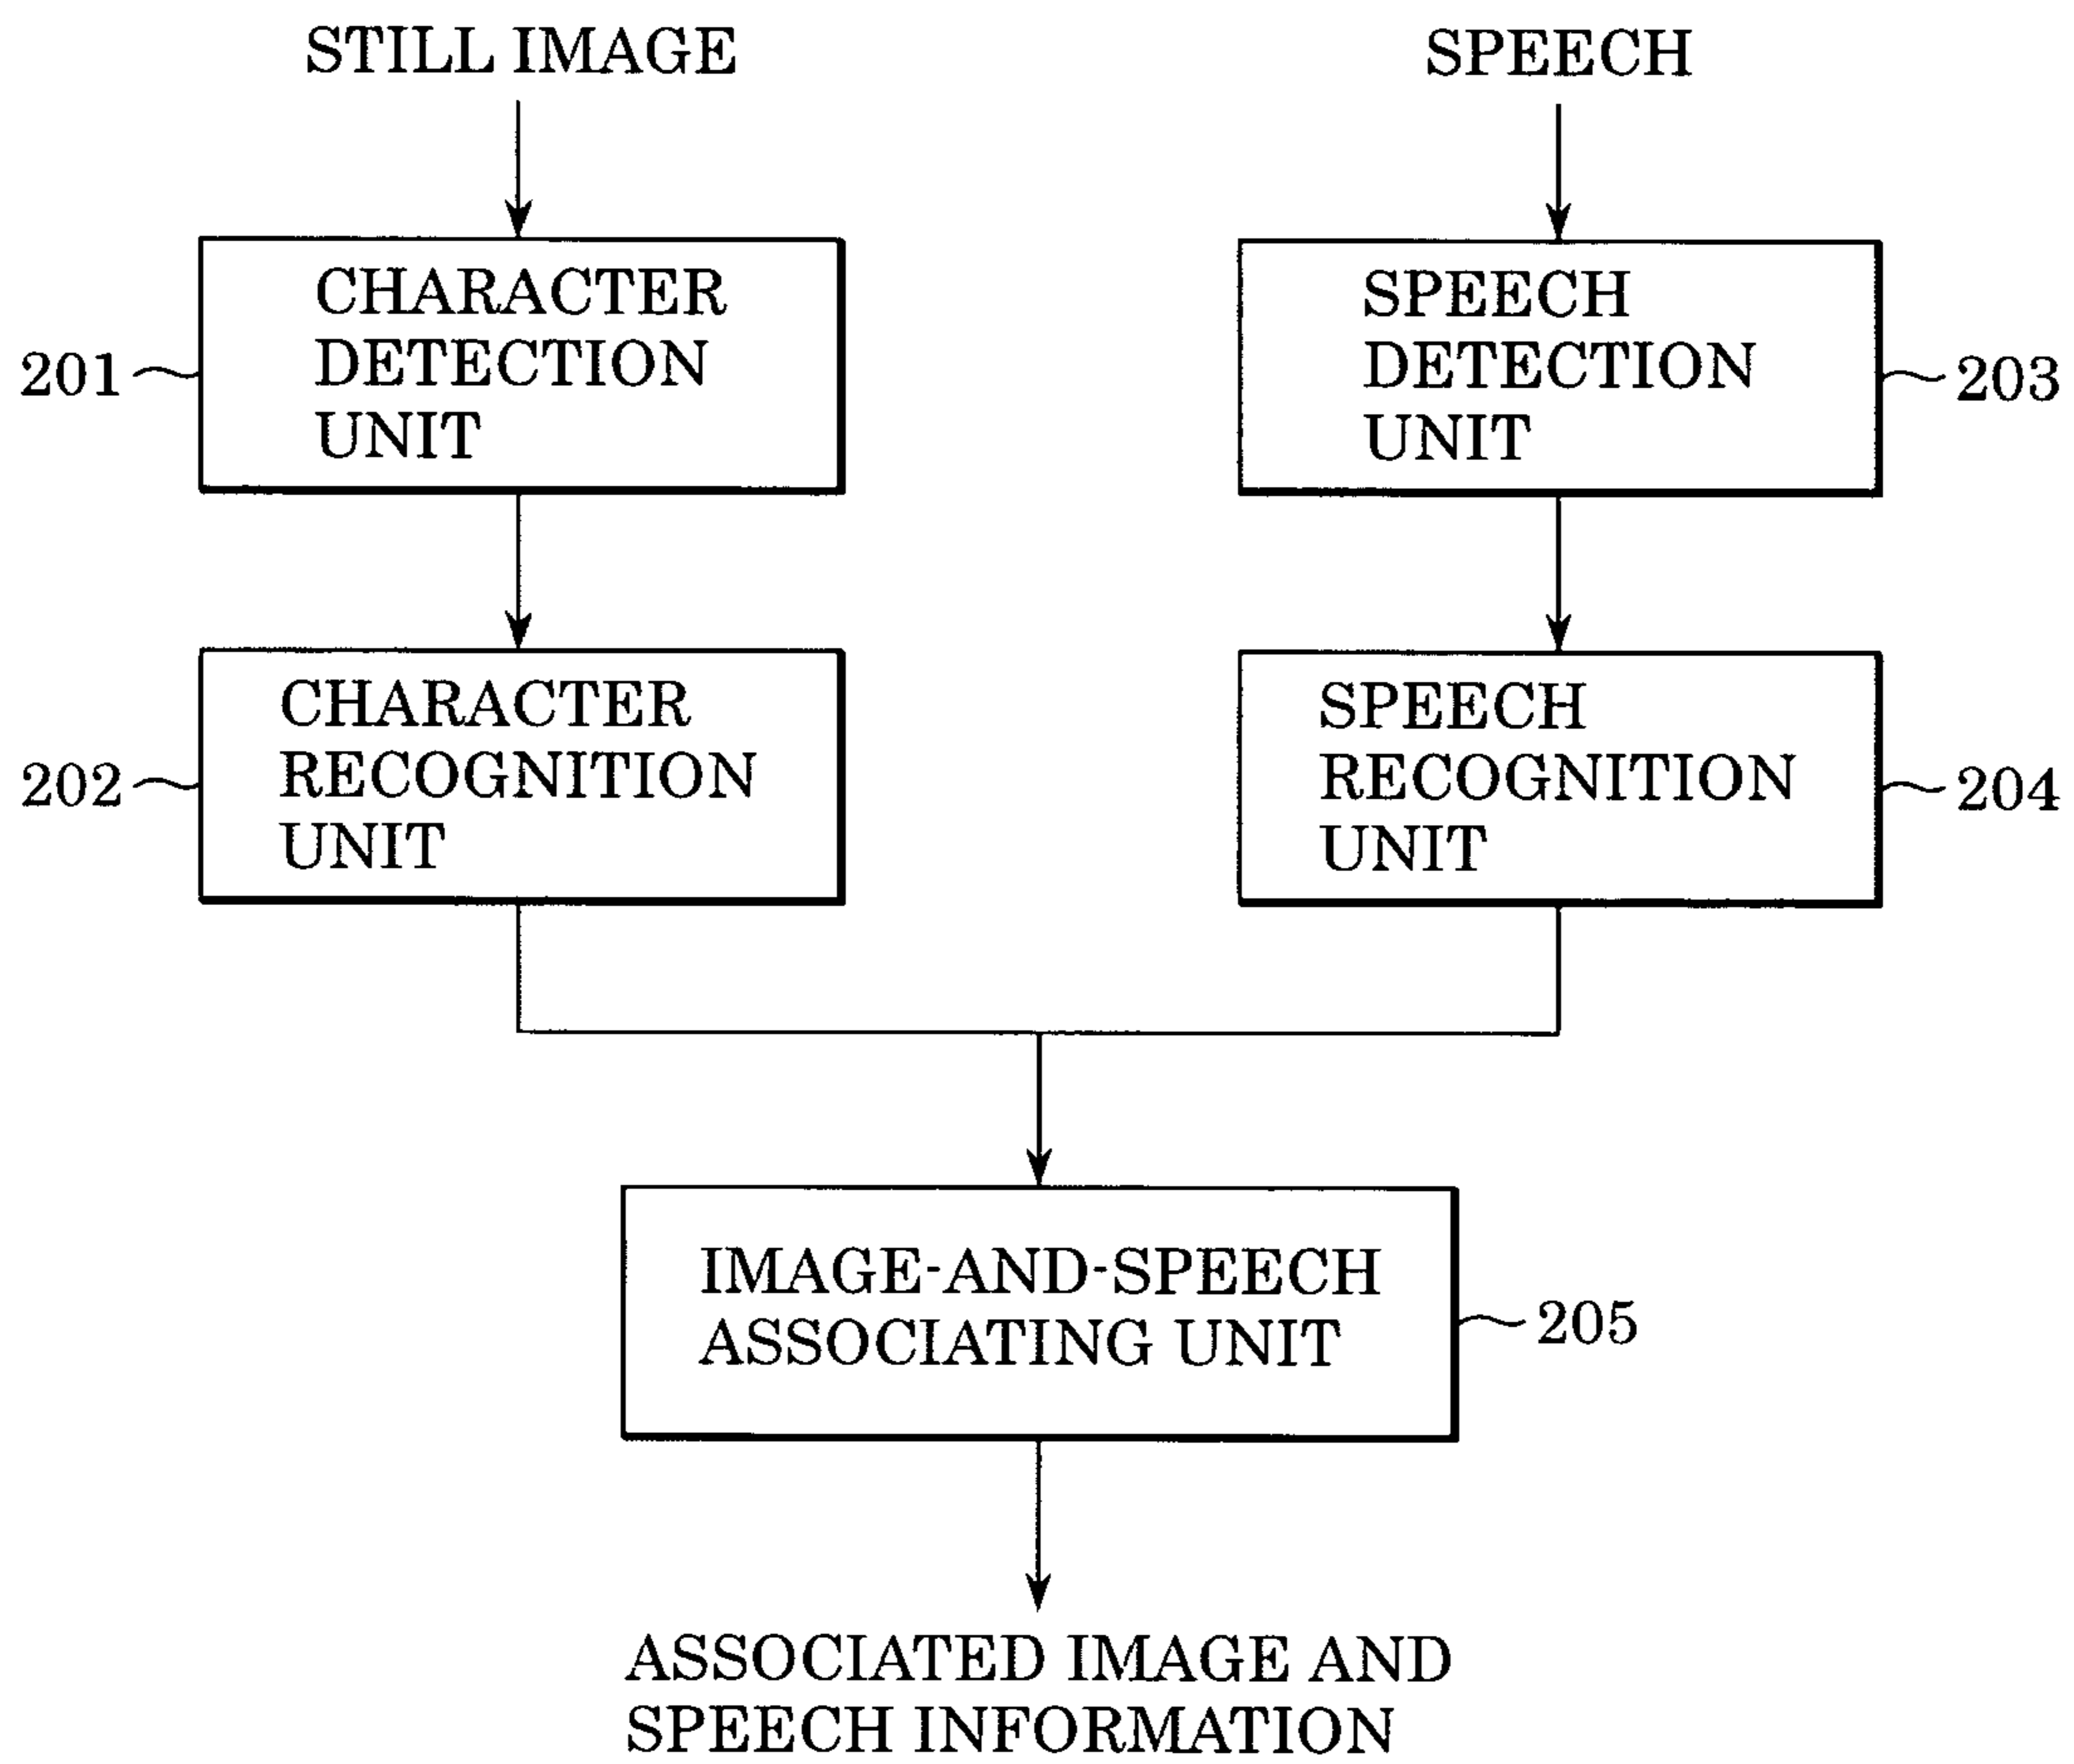 STILL IMAGE
SPEECH
CHARACTER
DETECTION
UNIT
201
SPEECH
DETECTION
UNIT
203
CHARACTER
RECOGNITION
UNIT
202
SPEECH
RECOGNITION
UNIT
204
IMAGE-AND-SPEECH
ASSOCIATING UNIT
205
ASSOCIATED IMAGE AND
SPEECH INFORMATION